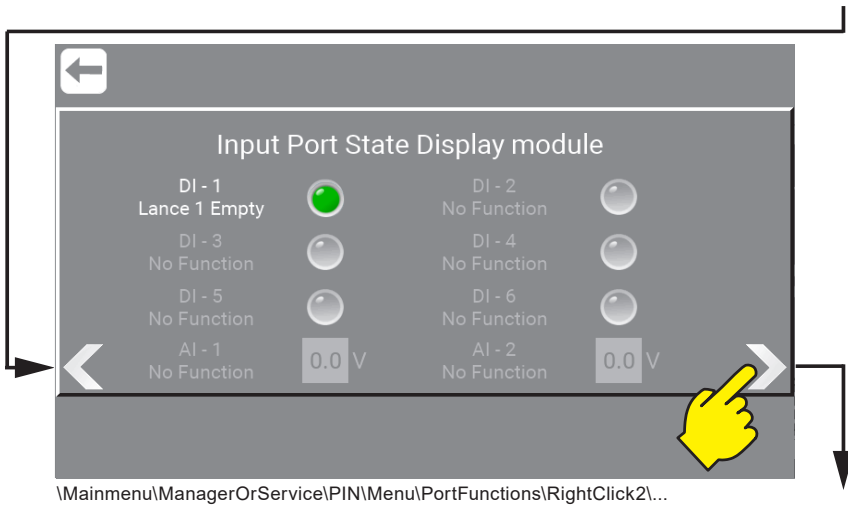 Input Port State Display module
DI - 1
Lance 1 Empty
DI - 2
No Function
DI - 3
No Function
DI - 4
No Function
DI - 5
No Function
DI - 6
No Function
AI - 1
No Function
0.0 V
AI - 2
No Function
0.0 V
\Mainmenu\ManagerOrService\PIN\Menu\PortFunctions\RightClick2\...